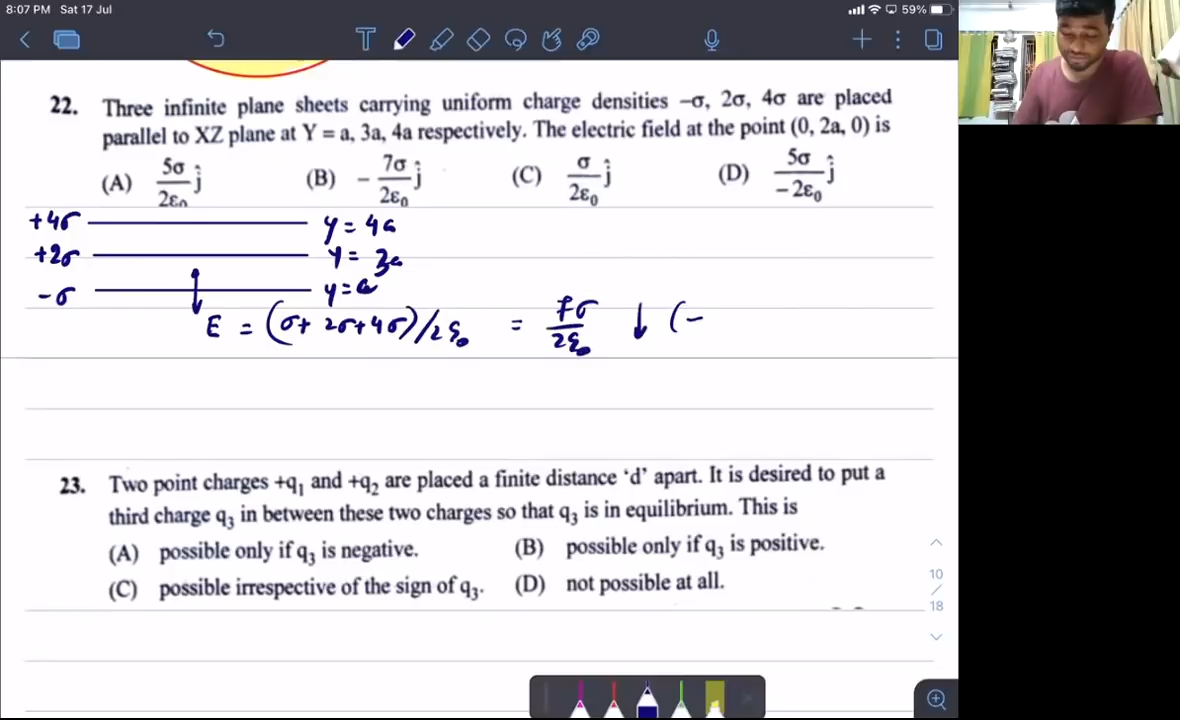 8:07 PM Sat 17 Jul
59%
22. Three infinite plane sheets carrying uniform charge densities –σ, 2σ, 4σ are placed
parallel to XZ plane at Y = a, 3a, 4a respectively. The electric field at the point (0, 2a, 0) is
(A) 5σ/2ε₀ ĵ (B) – 7σ/2ε₀ ĵ (C) σ/2ε₀ ĵ (D) 5σ/–2ε₀ ĵ
+4σ y = 4a
+2σ y = 3a
-σ y = a
E = (σ + 2σ + 4σ)/2ε₀ = 7σ/2ε₀ ↓ (-
23. Two point charges +q₁ and +q₂ are placed a finite distance ‘d’ apart. It is desired to put a
third charge q₃ in between these two charges so that q₃ is in equilibrium. This is
(A) possible only if q₃ is negative. (B) possible only if q₃ is positive.
(C) possible irrespective of the sign of q₃. (D) not possible at all.
10
/
18